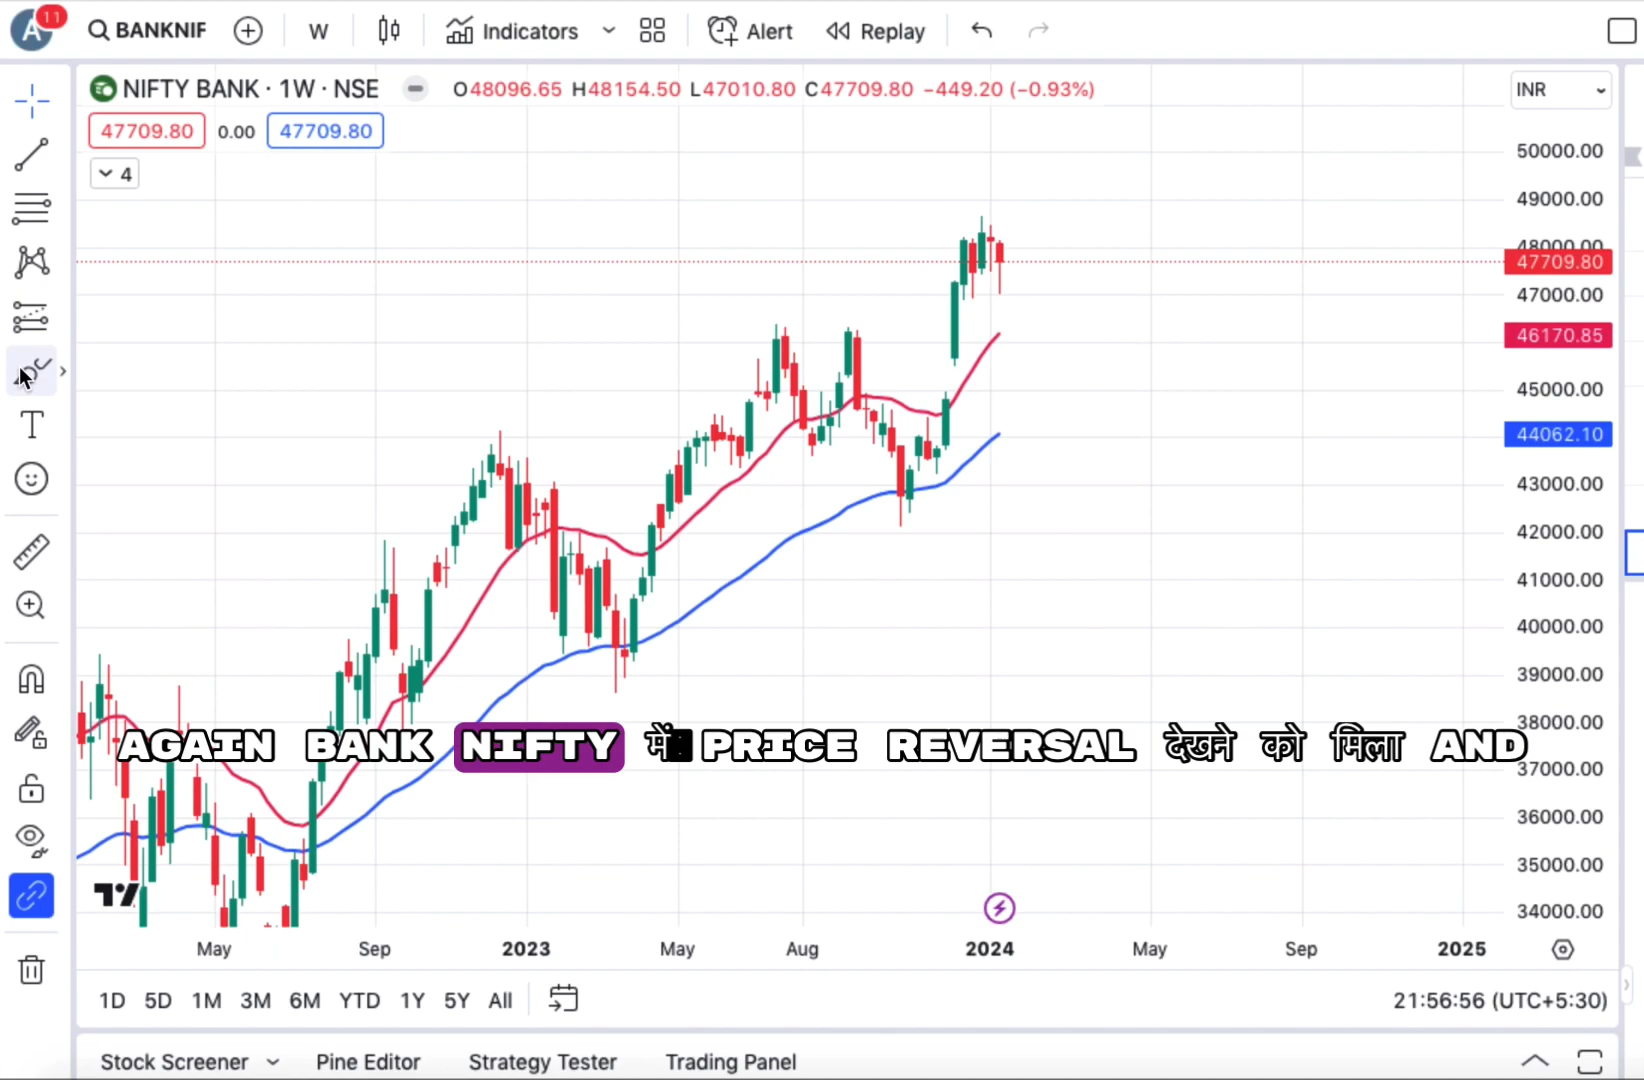 A 11 BANKNIF W Indicators Alert Replay
NIFTY BANK · 1W · NSE O48096.65 H48154.50 L47010.80 C47709.80 −449.20 (−0.93%) INR
47709.80 0.00 47709.80
4
50000.00
49000.00
48000.00
47709.80
47000.00
46170.85
45000.00
44062.10
43000.00
42000.00
41000.00
40000.00
39000.00
38000.00
AGAIN BANK NIFTY में PRICE REVERSAL देखने को मिला AND
37000.00
36000.00
35000.00
34000.00
May Sep 2023 May Aug 2024 May Sep 2025
1D 5D 1M 3M 6M YTD 1Y 5Y All 21:56:56 (UTC+5:30)
Stock Screener Pine Editor Strategy Tester Trading Panel